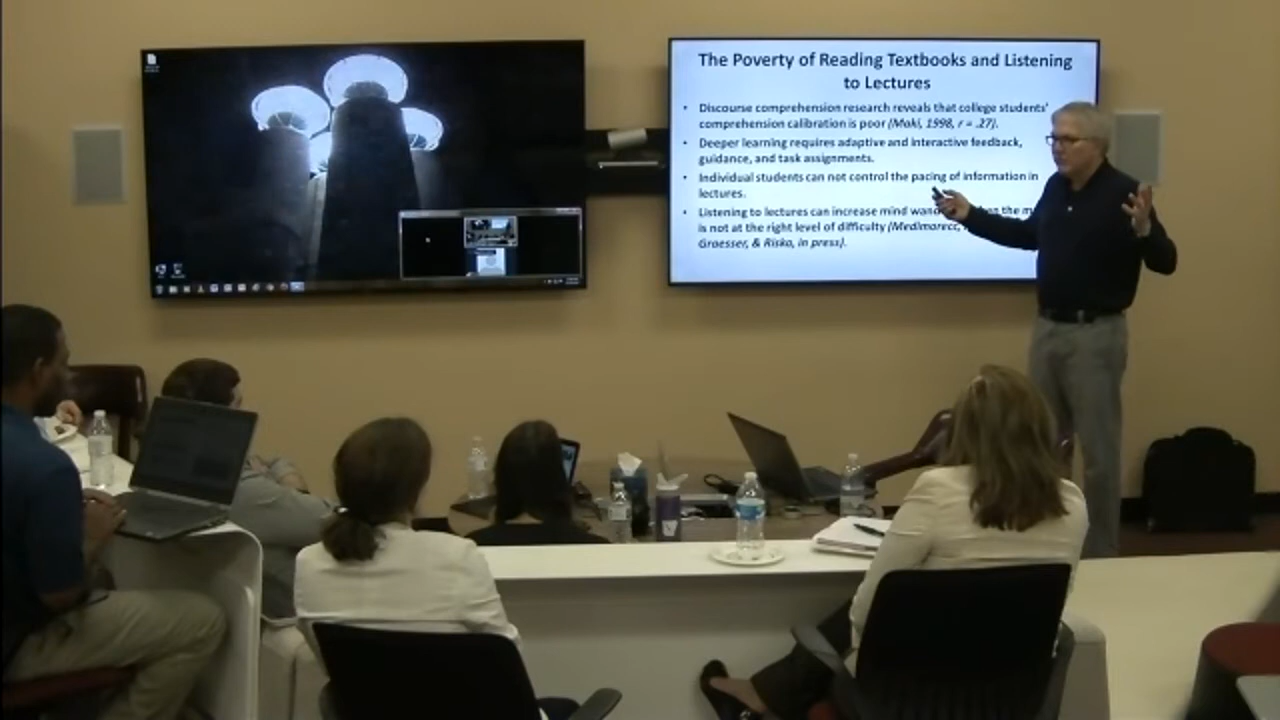 The Poverty of Reading Textbooks and Listening
to Lectures
• Discourse comprehension research reveals that college students'
comprehension calibration is poor (Maki, 1998, r = .27).
• Deeper learning requires adaptive and interactive feedback,
guidance, and task assignments.
• Individual students can not control the pacing of information in
lectures.
• Listening to lectures can increase mind
is not at the right level of difficulty
Graesser, & Risko, in press).